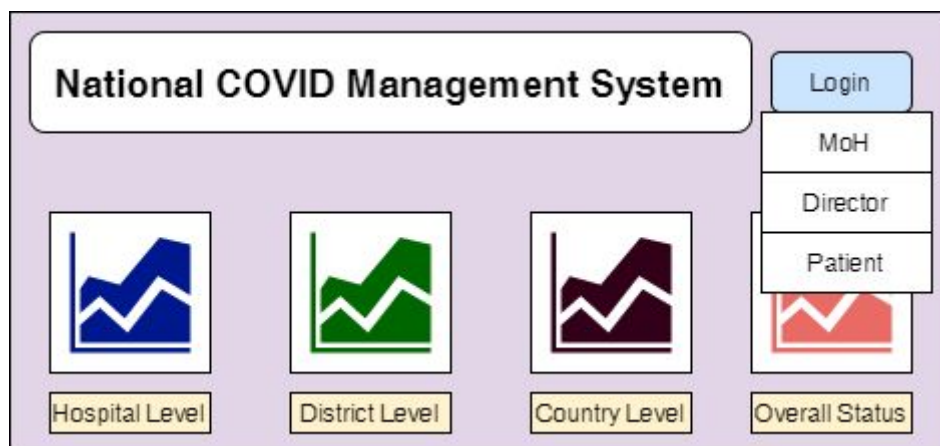 National COVID Management System
Login
MoH
Director
Patient
Hospital Level
District Level
Country Level
Overall Status